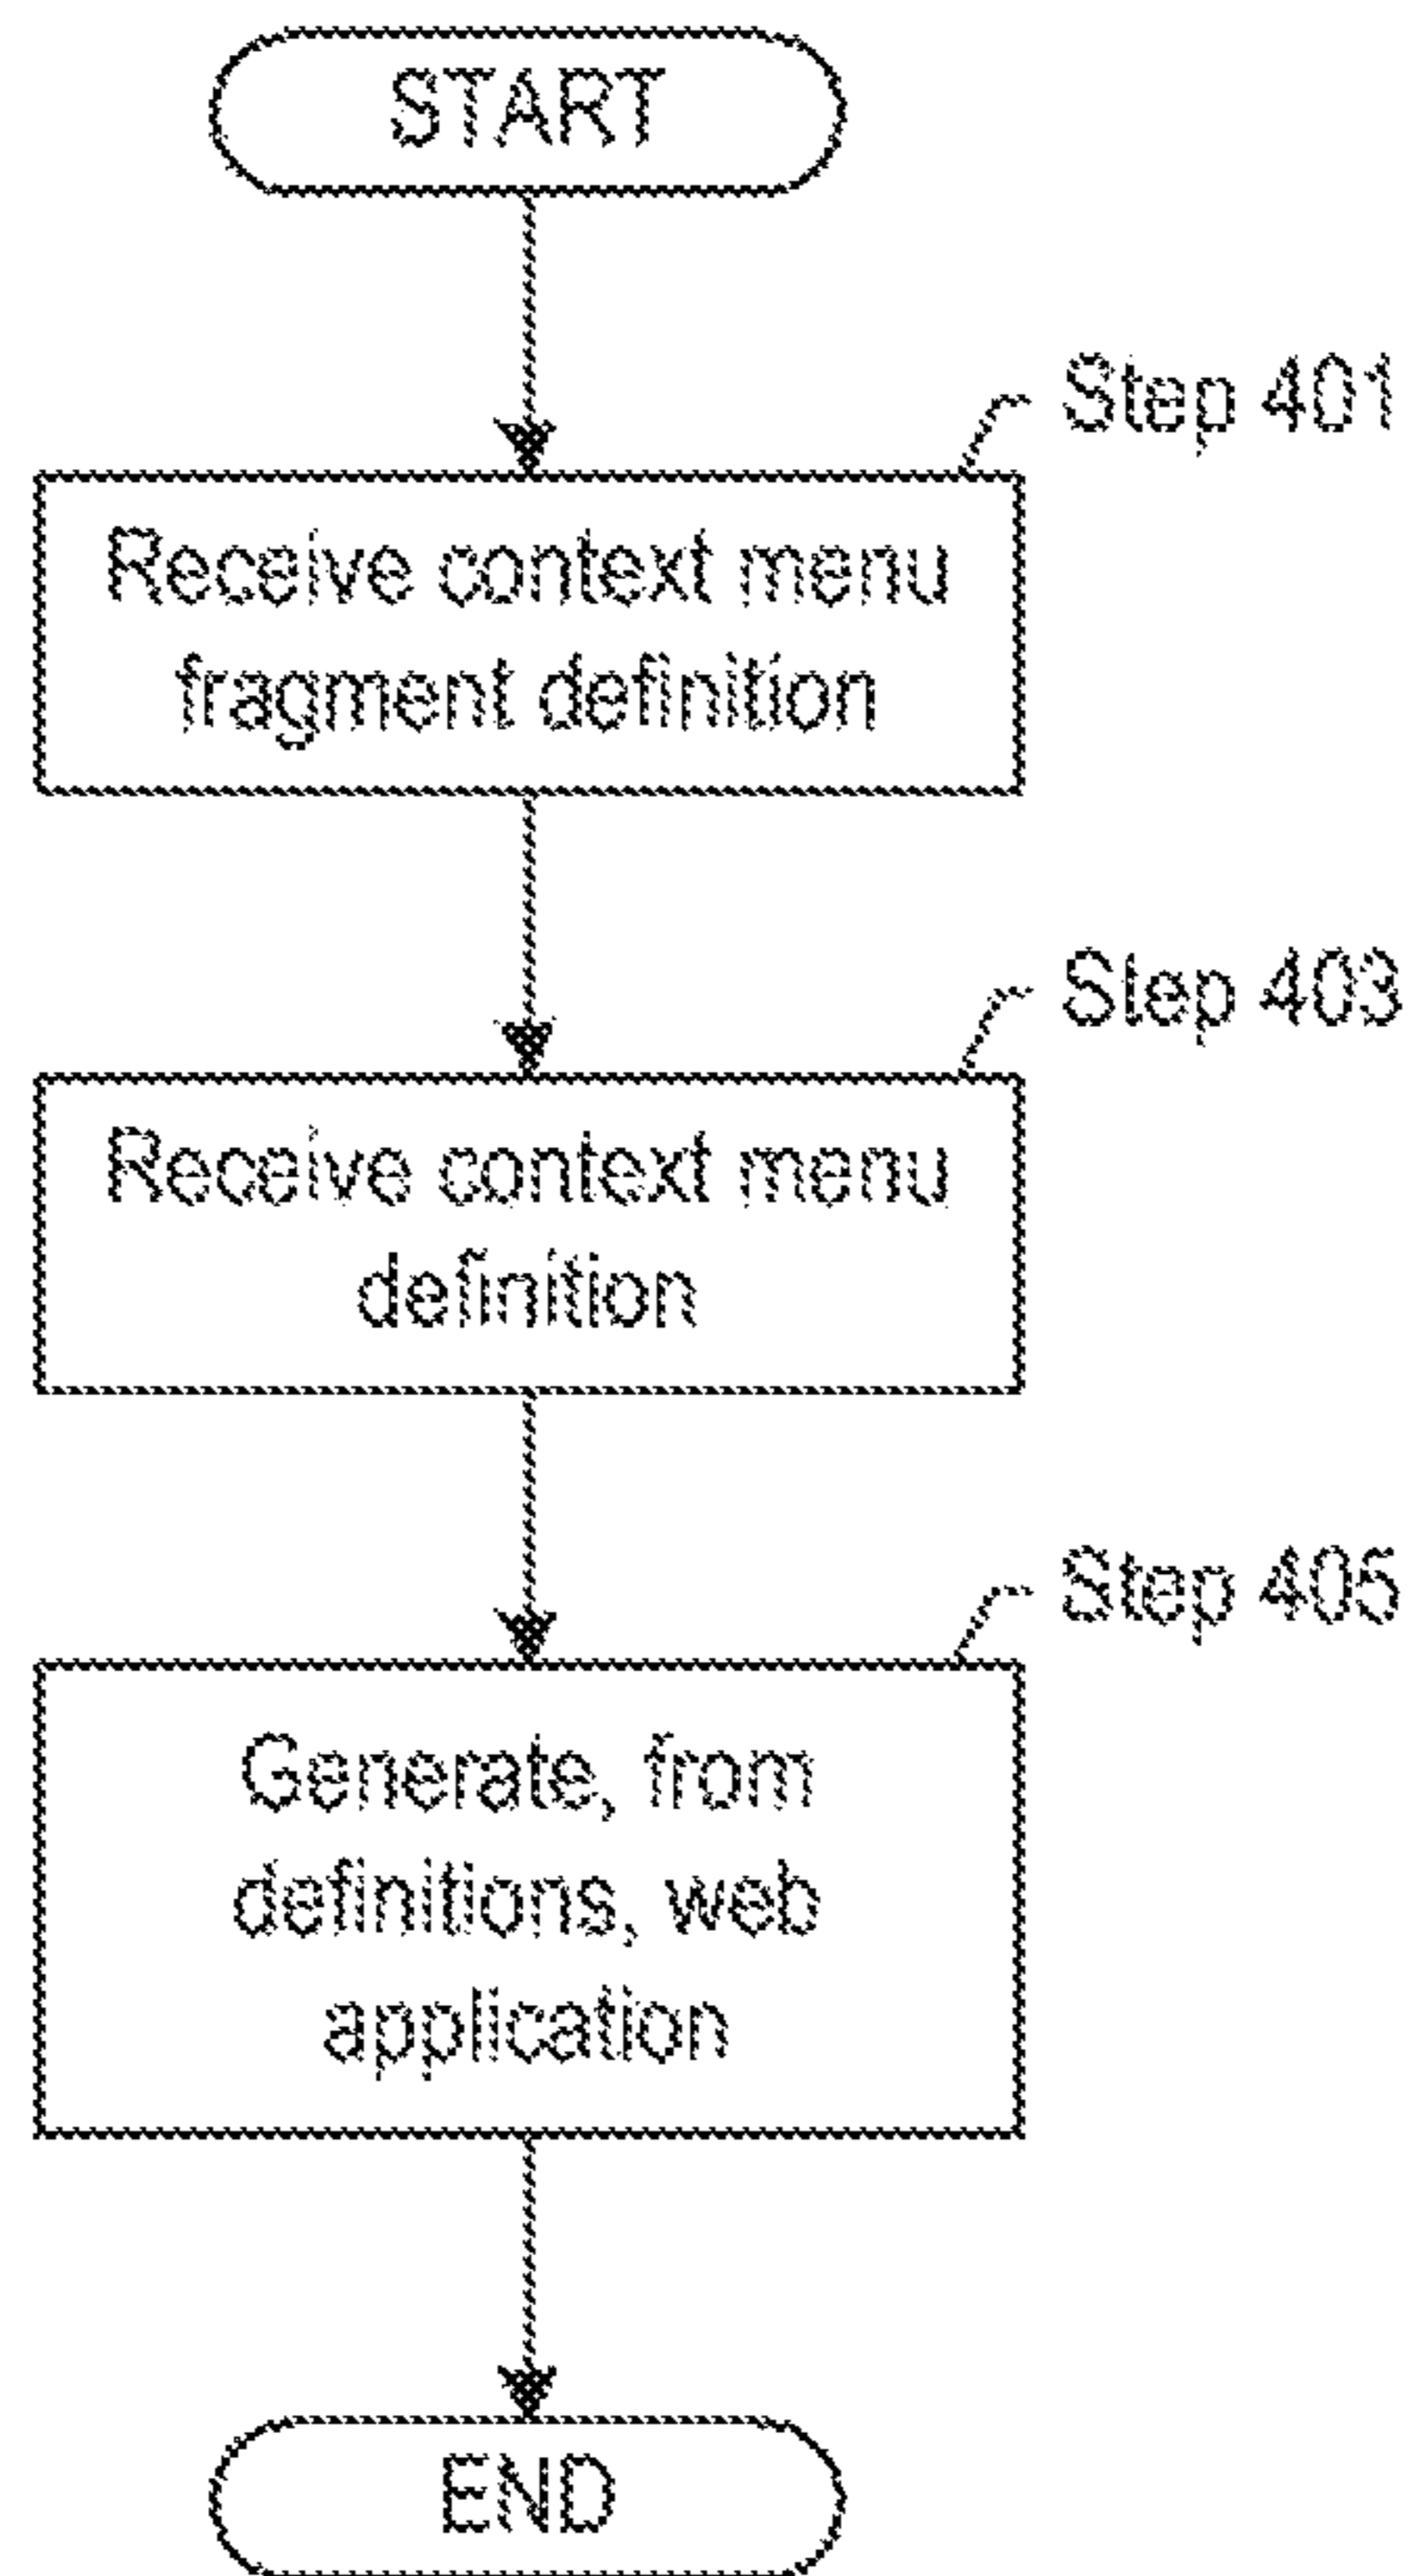 START
Step 401
Receive context menu
fragment definition
Step 403
Receive context menu
definition
Step 405
Generate, from
definitions, web
application
END